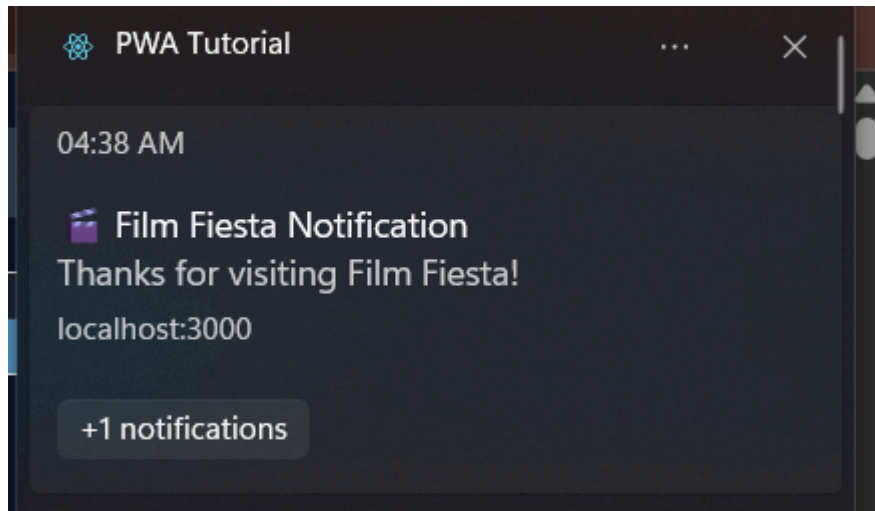 PWA Tutorial
04:38 AM
🎬 Film Fiesta Notification
Thanks for visiting Film Fiesta!
localhost:3000
+1 notifications